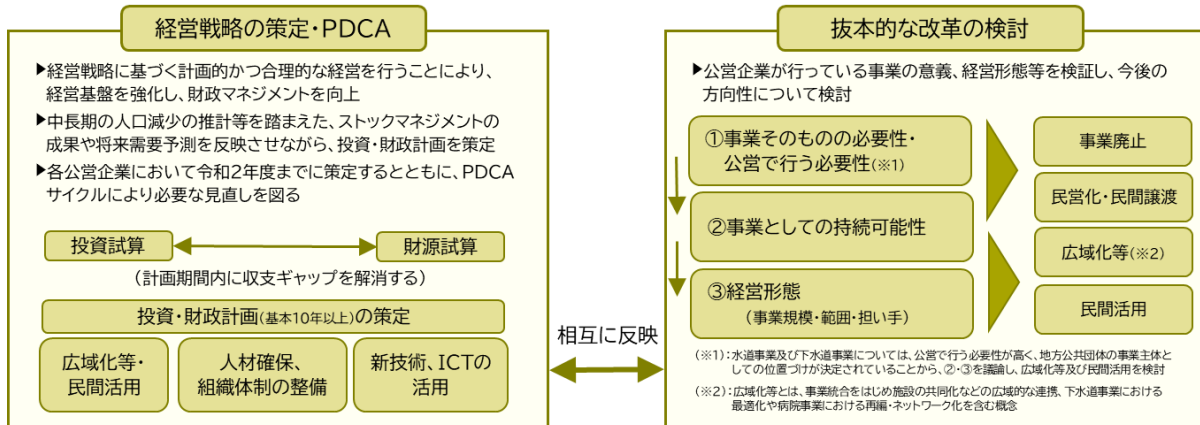 経営戦略の策定・PDCA
▶経営戦略に基づく計画的かつ合理的な経営を行うことにより、
経営基盤を強化し、財政マネジメントを向上
▶中長期の人口減少の推計等を踏まえた、ストックマネジメントの
成果や将来需要予測を反映させながら、投資・財政計画を策定
▶各公営企業において令和2年度までに策定するとともに、PDCA
サイクルにより必要な見直しを図る
投資試算
財源試算
(計画期間内に収支ギャップを解消する)
投資・財政計画(基本10年以上)の策定
広域化等・
民間活用
人材確保、
組織体制の整備
新技術、ICTの
活用
相互に反映
抜本的な改革の検討
▶公営企業が行っている事業の意義、経営形態等を検証し、今後の
方向性について検討
①事業そのものの必要性・
公営で行う必要性(※1)
②事業としての持続可能性
③経営形態
(事業規模・範囲・担い手)
事業廃止
民営化・民間譲渡
広域化等(※2)
民間活用
(※1):水道事業及び下水道事業については、公営で行う必要性が高く、地方公共団体の事業主体と
しての位置づけが決定されていることから、②・③を議論し、広域化等及び民間活用を検討
(※2):広域化等とは、事業統合をはじめ施設の共同化などの広域的な連携、下水道事業における
最適化や病院事業における再編・ネットワーク化を含む概念